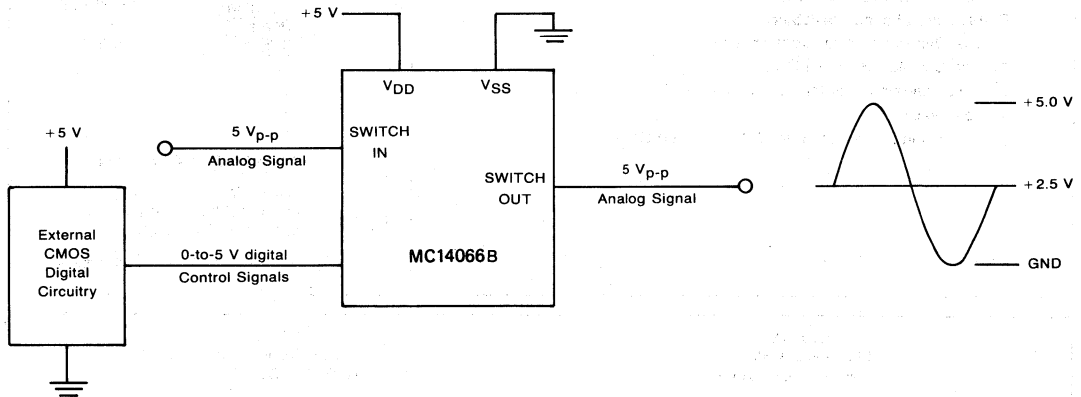 +5 V
VDD
VSS
+5 V
5 Vp-p
Analog Signal
SWITCH
IN
SWITCH
OUT
5 Vp-p
Analog Signal
+5.0 V
+2.5 V
GND
External
CMOS
Digital
Circuitry
0-to-5 V digital
Control Signals
MC14066B